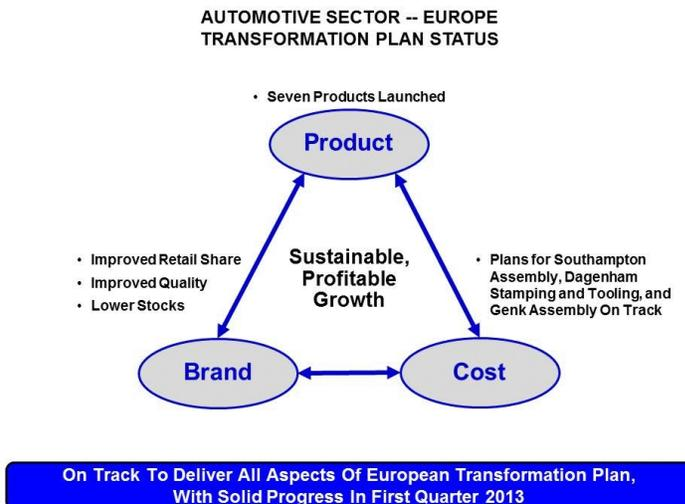 AUTOMOTIVE SECTOR -- EUROPE
TRANSFORMATION PLAN STATUS
• Seven Products Launched
Product
• Improved Retail Share
• Improved Quality
• Lower Stocks
Sustainable,
Profitable
Growth
• Plans for Southampton
Assembly, Dagenham
Stamping and Tooling, and
Genk Assembly On Track
Brand
Cost
On Track To Deliver All Aspects Of European Transformation Plan,
With Solid Progress In First Quarter 2013